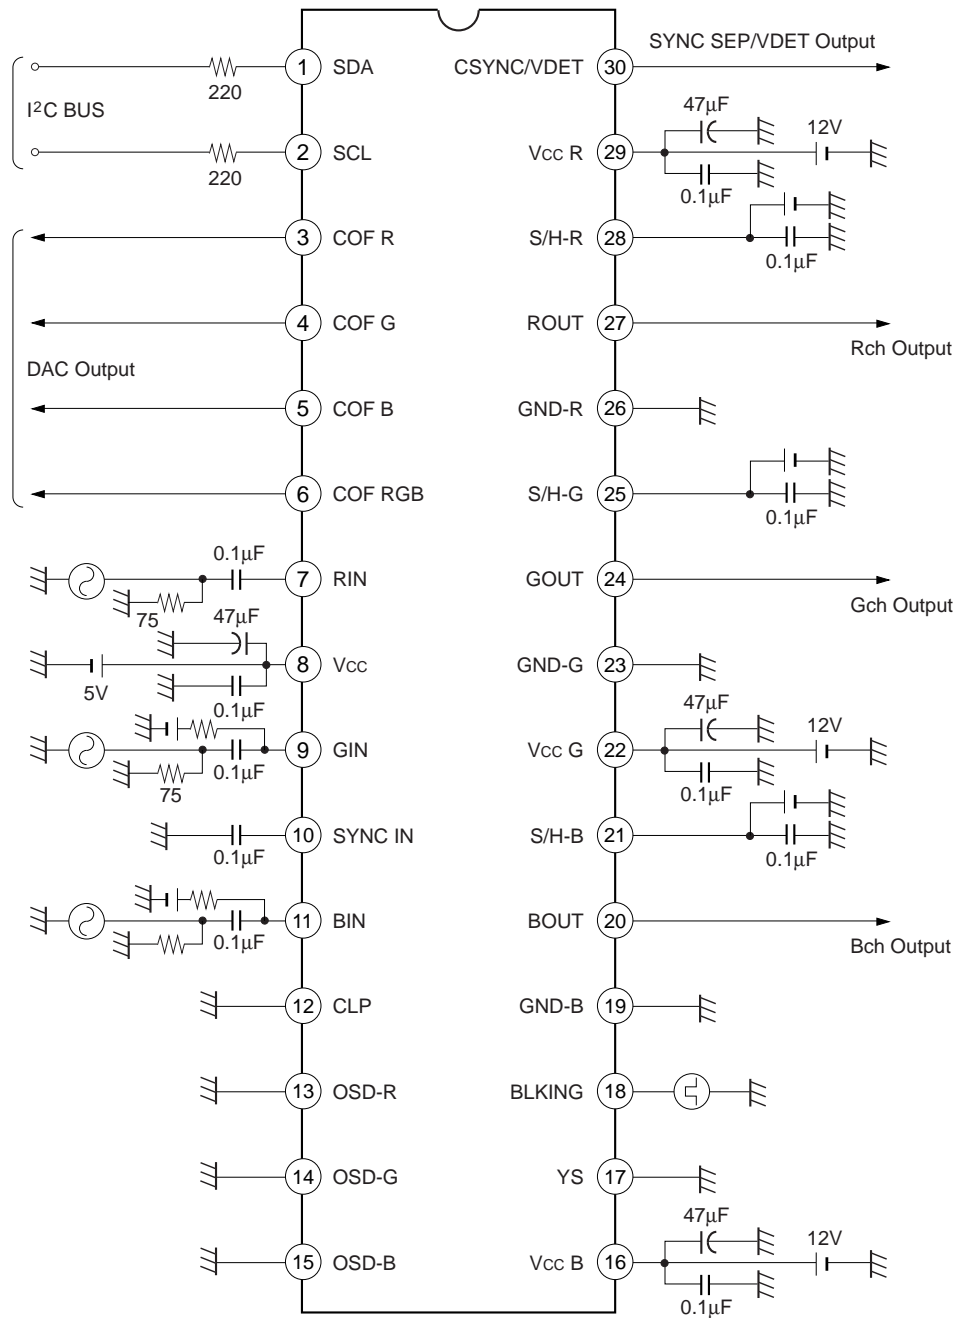 SYNC SEP/VDET Output
1 SDA
CSYNC/VDET 30
220
I²C BUS
47µF
12V
2 SCL
VCC R 29
220
0.1µF
3 COF R
S/H-R 28
0.1µF
4 COF G
ROUT 27
Rch Output
DAC Output
5 COF B
GND-R 26
6 COF RGB
S/H-G 25
0.1µF
0.1µF
7 RIN
GOUT 24
Gch Output
75
47µF
8 VCC
GND-G 23
5V
0.1µF
47µF
12V
9 GIN
VCC G 22
0.1µF
75
0.1µF
10 SYNC IN
S/H-B 21
0.1µF
0.1µF
11 BIN
BOUT 20
0.1µF
Bch Output
12 CLP
GND-B 19
13 OSD-R
BLKING 18
14 OSD-G
YS 17
47µF
12V
15 OSD-B
VCC B 16
0.1µF